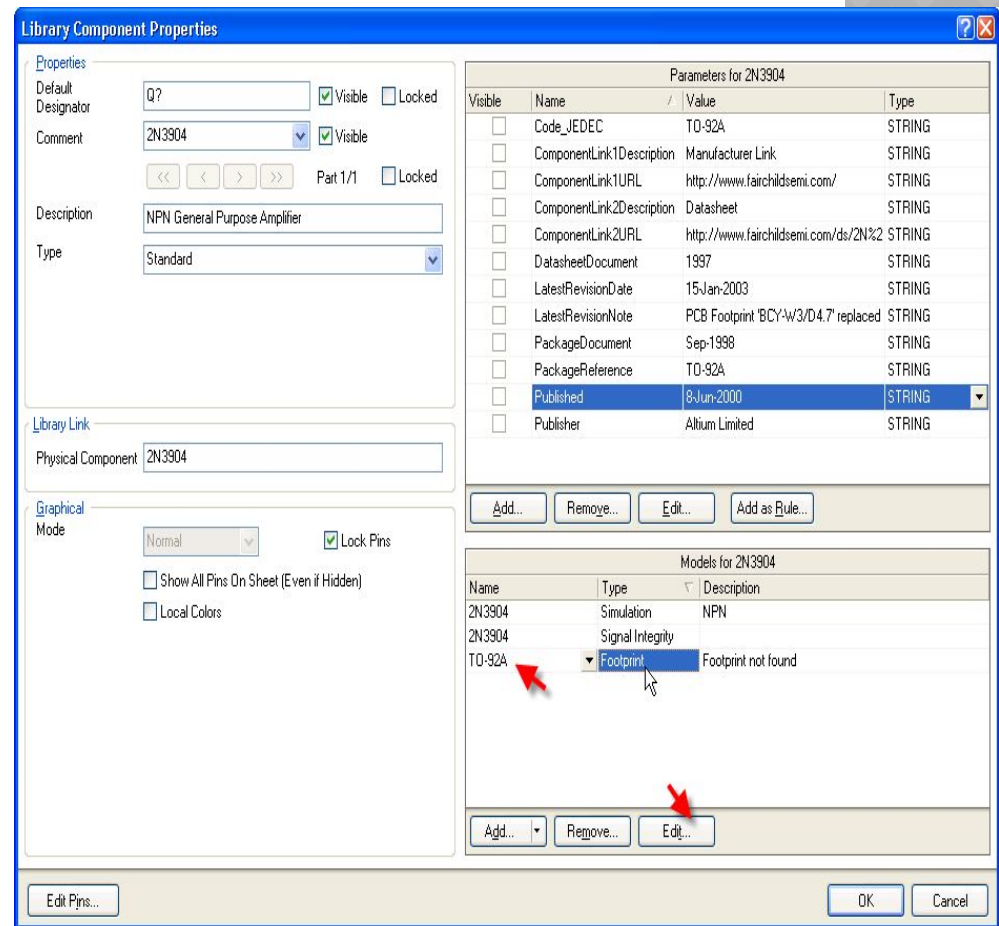 Library Component Properties
Properties
Default Designator
Q?
Visible
Locked
Comment
2N3904
Visible
<<
<
>
>>
Part 1/1
Locked
Description
NPN General Purpose Amplifier
Type
Standard
Library Link
Physical Component
2N3904
Graphical
Mode
Normal
Lock Pins
Show All Pins On Sheet (Even if Hidden)
Local Colors
Parameters for 2N3904
Visible Name Value Type
Code_JEDEC TO-92A STRING
ComponentLink1Description Manufacturer Link STRING
ComponentLink1URL http://www.fairchildsemi.com/ STRING
ComponentLink2Description Datasheet STRING
ComponentLink2URL http://www.fairchildsemi.com/ds/2N%2 STRING
DatasheetDocument 1997 STRING
LatestRevisionDate 15-Jan-2003 STRING
LatestRevisionNote PCB Footprint 'BCY-W3/D4.7' replaced STRING
PackageDocument Sep-1998 STRING
PackageReference TO-92A STRING
Published 8-Jun-2000 STRING
Publisher Altium Limited STRING
Add... Remove... Edit... Add as Rule...
Models for 2N3904
Name Type Description
2N3904 Simulation NPN
2N3904 Signal Integrity
TO-92A Footprint Footprint not found
Add... Remove... Edit...
Edit Pins... OK Cancel